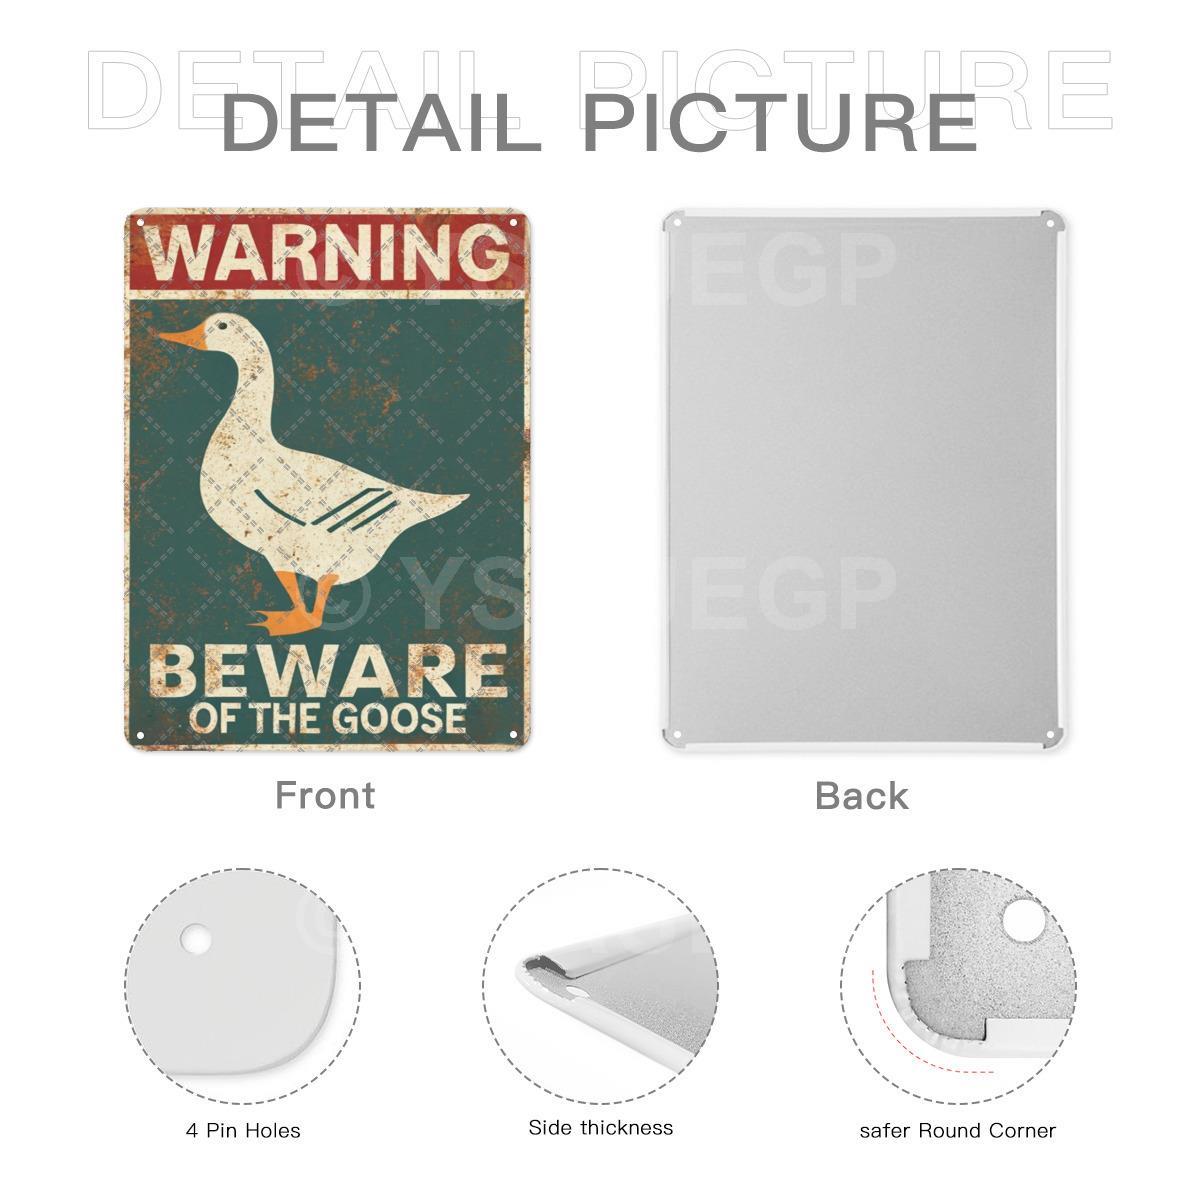 DETAIL PICTURE
DETAIL PICTURE
WARNING
BEWARE
OF THE GOOSE
Front
Back
4 Pin Holes
Side thickness
safer Round Corner